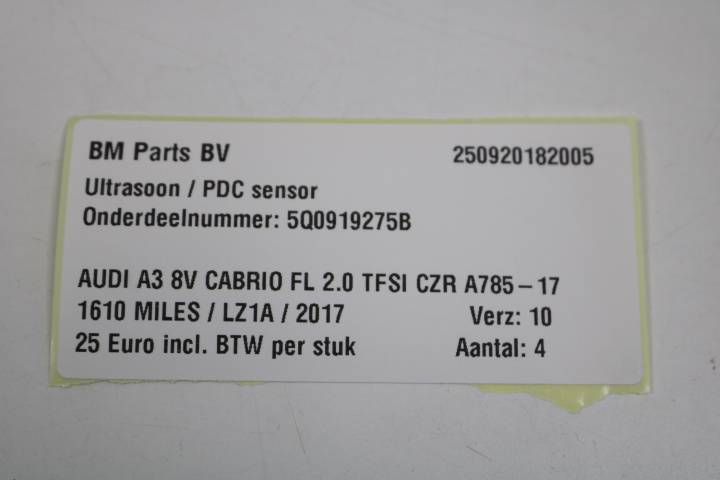 BM Parts BV 250920182005
Ultrasoon / PDC sensor
Onderdeelnummer: 5Q0919275B
AUDI A3 8V CABRIO FL 2.0 TFSI CZR A785-17
1610 MILES / LZ1A / 2017 Verz: 10
25 Euro incl. BTW per stuk Aantal: 4